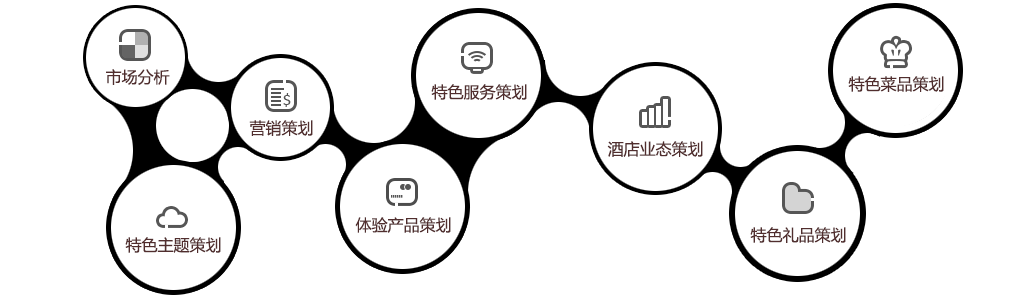 市场分析
营销策划
特色主题策划
体验产品策划
特色服务策划
酒店业态策划
特色礼品策划
特色菜品策划